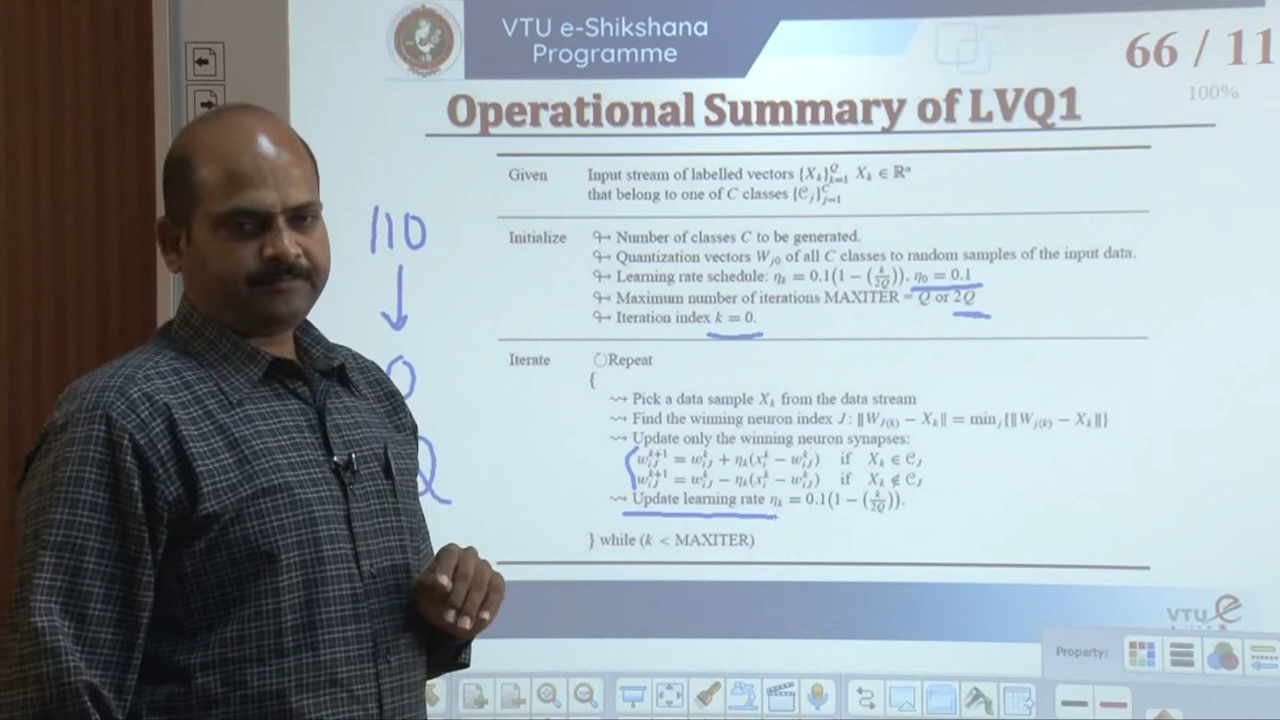 VTU e-Shikshana
Programme
66 / 11
100%
Operational Summary of LVQ1
Given Input stream of labelled vectors {X_k}_{k=1}^Q X_k ∈ ℝ^n
that belong to one of C classes {𝒞_j}_{j=1}^C
Initialize ↬ Number of classes C to be generated.
↬ Quantization vectors W_{j0} of all C classes to random samples of the input data.
↬ Learning rate schedule: η_k = 0.1(1 − (k/2Q)). η_0 = 0.1
↬ Maximum number of iterations MAXITER = Q or 2Q
↬ Iteration index k = 0.
Iterate ↻Repeat
{
⇝ Pick a data sample X_k from the data stream
⇝ Find the winning neuron index J : ‖W_{J(k)} − X_k‖ = min_j{‖W_{j(k)} − X_k‖}
⇝ Update only the winning neuron synapses:
w_{iJ}^{k+1} = w_{iJ}^k + η_k(x_i^k − w_{iJ}^k) if X_k ∈ 𝒞_J
w_{iJ}^{k+1} = w_{iJ}^k − η_k(x_i^k − w_{iJ}^k) if X_k ∉ 𝒞_J
⇝ Update learning rate η_k = 0.1(1 − (k/2Q)).
} while (k < MAXITER)
110
↓
0
VTU e
Property: